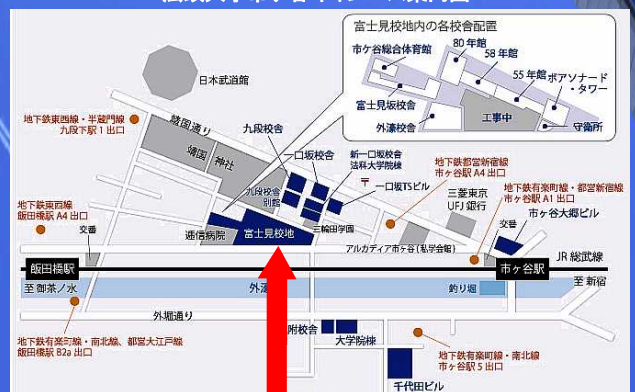 富士見校地内の各校舎配置
市ヶ谷総合体育館
80年館
58年館
55年館
ボアソナード
・タワー
富士見坂校舎
外濠校舎
工事中
守衛所
日本武道館
地下鉄東西線・半蔵門線
九段下駅1出口
靖国通り
靖国
神社
九段校舎
一口坂校舎
新一口坂校舎
法科大学院棟
九段校舎
別館
一口坂TSビル
地下鉄都営新宿線
市ヶ谷駅A4出口
三菱東京
UFJ銀行
地下鉄有楽町線・都営新宿線
市ヶ谷駅A1出口
交番
市ヶ谷大郷ビル
地下鉄東西線
飯田橋駅A4出口
交番
逓信病院
富士見校地
三輪田学園
アルカディア市ヶ谷(私学会館)
JR総武線
飯田橋駅
市ヶ谷駅
至御茶ノ水
外濠
釣り堀
至新宿
外堀通り
地下鉄有楽町線・南北線、都営大江戸線
飯田橋駅B2a出口
附校舎
大学院棟
地下鉄有楽町線・南北線
市ヶ谷駅5出口
千代田ビル